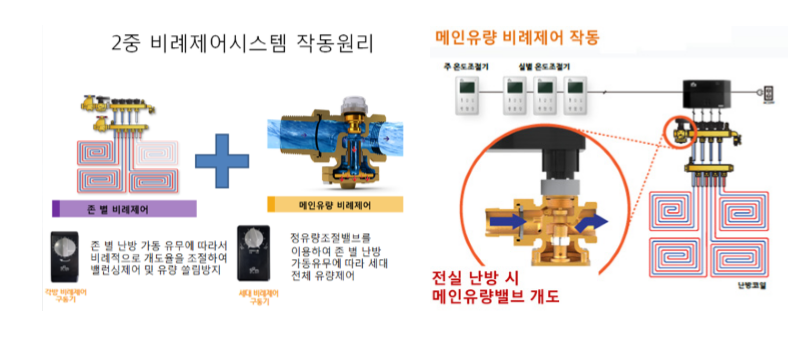 2중 비례제어시스템 작동원리
존 별 비례제어
메인유량 비례제어
존 별 난방 가동 유무에 따라서
비례적으로 개도율을 조절하여
밸런싱제어 및 유량 쏠림방지
각방 비례제어
구동기
정유량조절밸브를
이용하여 존 별 난방
가동유무에 따라 세대
전체 유량제어
세대 비례제어
구동기
메인유량 비례제어 작동
주 온도조절기
실별 온도조절기
전실 난방 시
메인유량밸브 개도
난방코일